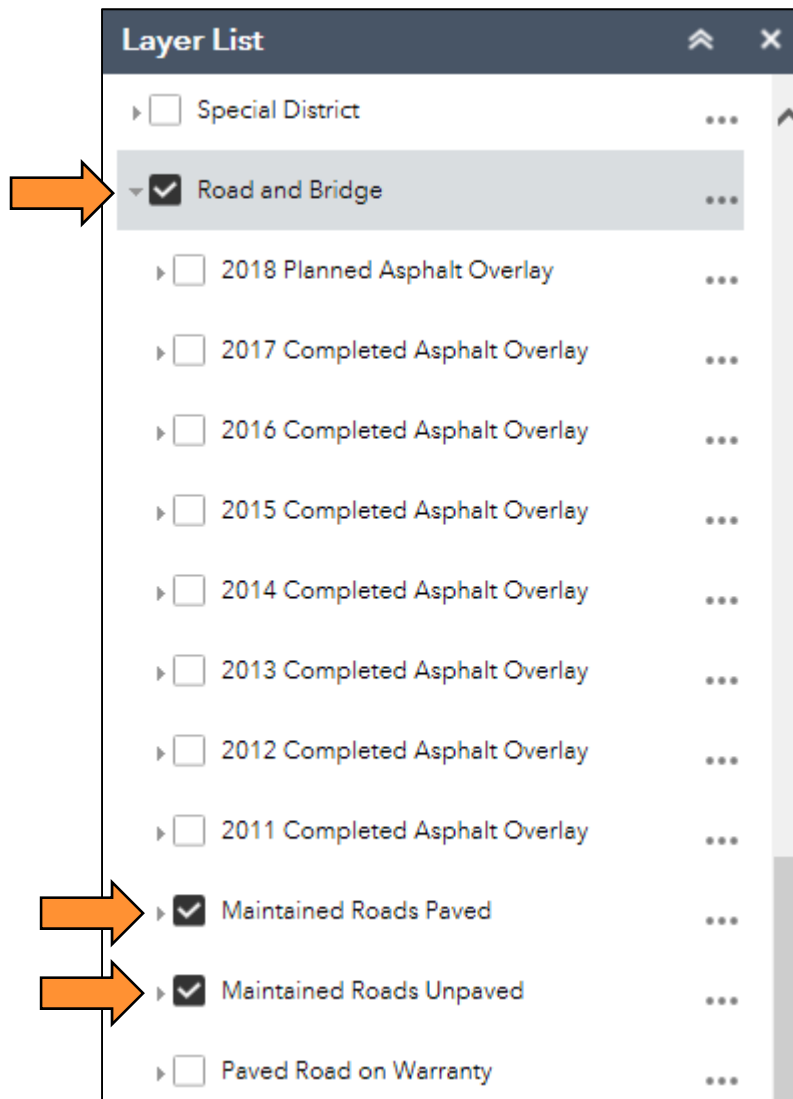 Layer List
Special District
Road and Bridge
2018 Planned Asphalt Overlay
2017 Completed Asphalt Overlay
2016 Completed Asphalt Overlay
2015 Completed Asphalt Overlay
2014 Completed Asphalt Overlay
2013 Completed Asphalt Overlay
2012 Completed Asphalt Overlay
2011 Completed Asphalt Overlay
Maintained Roads Paved
Maintained Roads Unpaved
Paved Road on Warranty